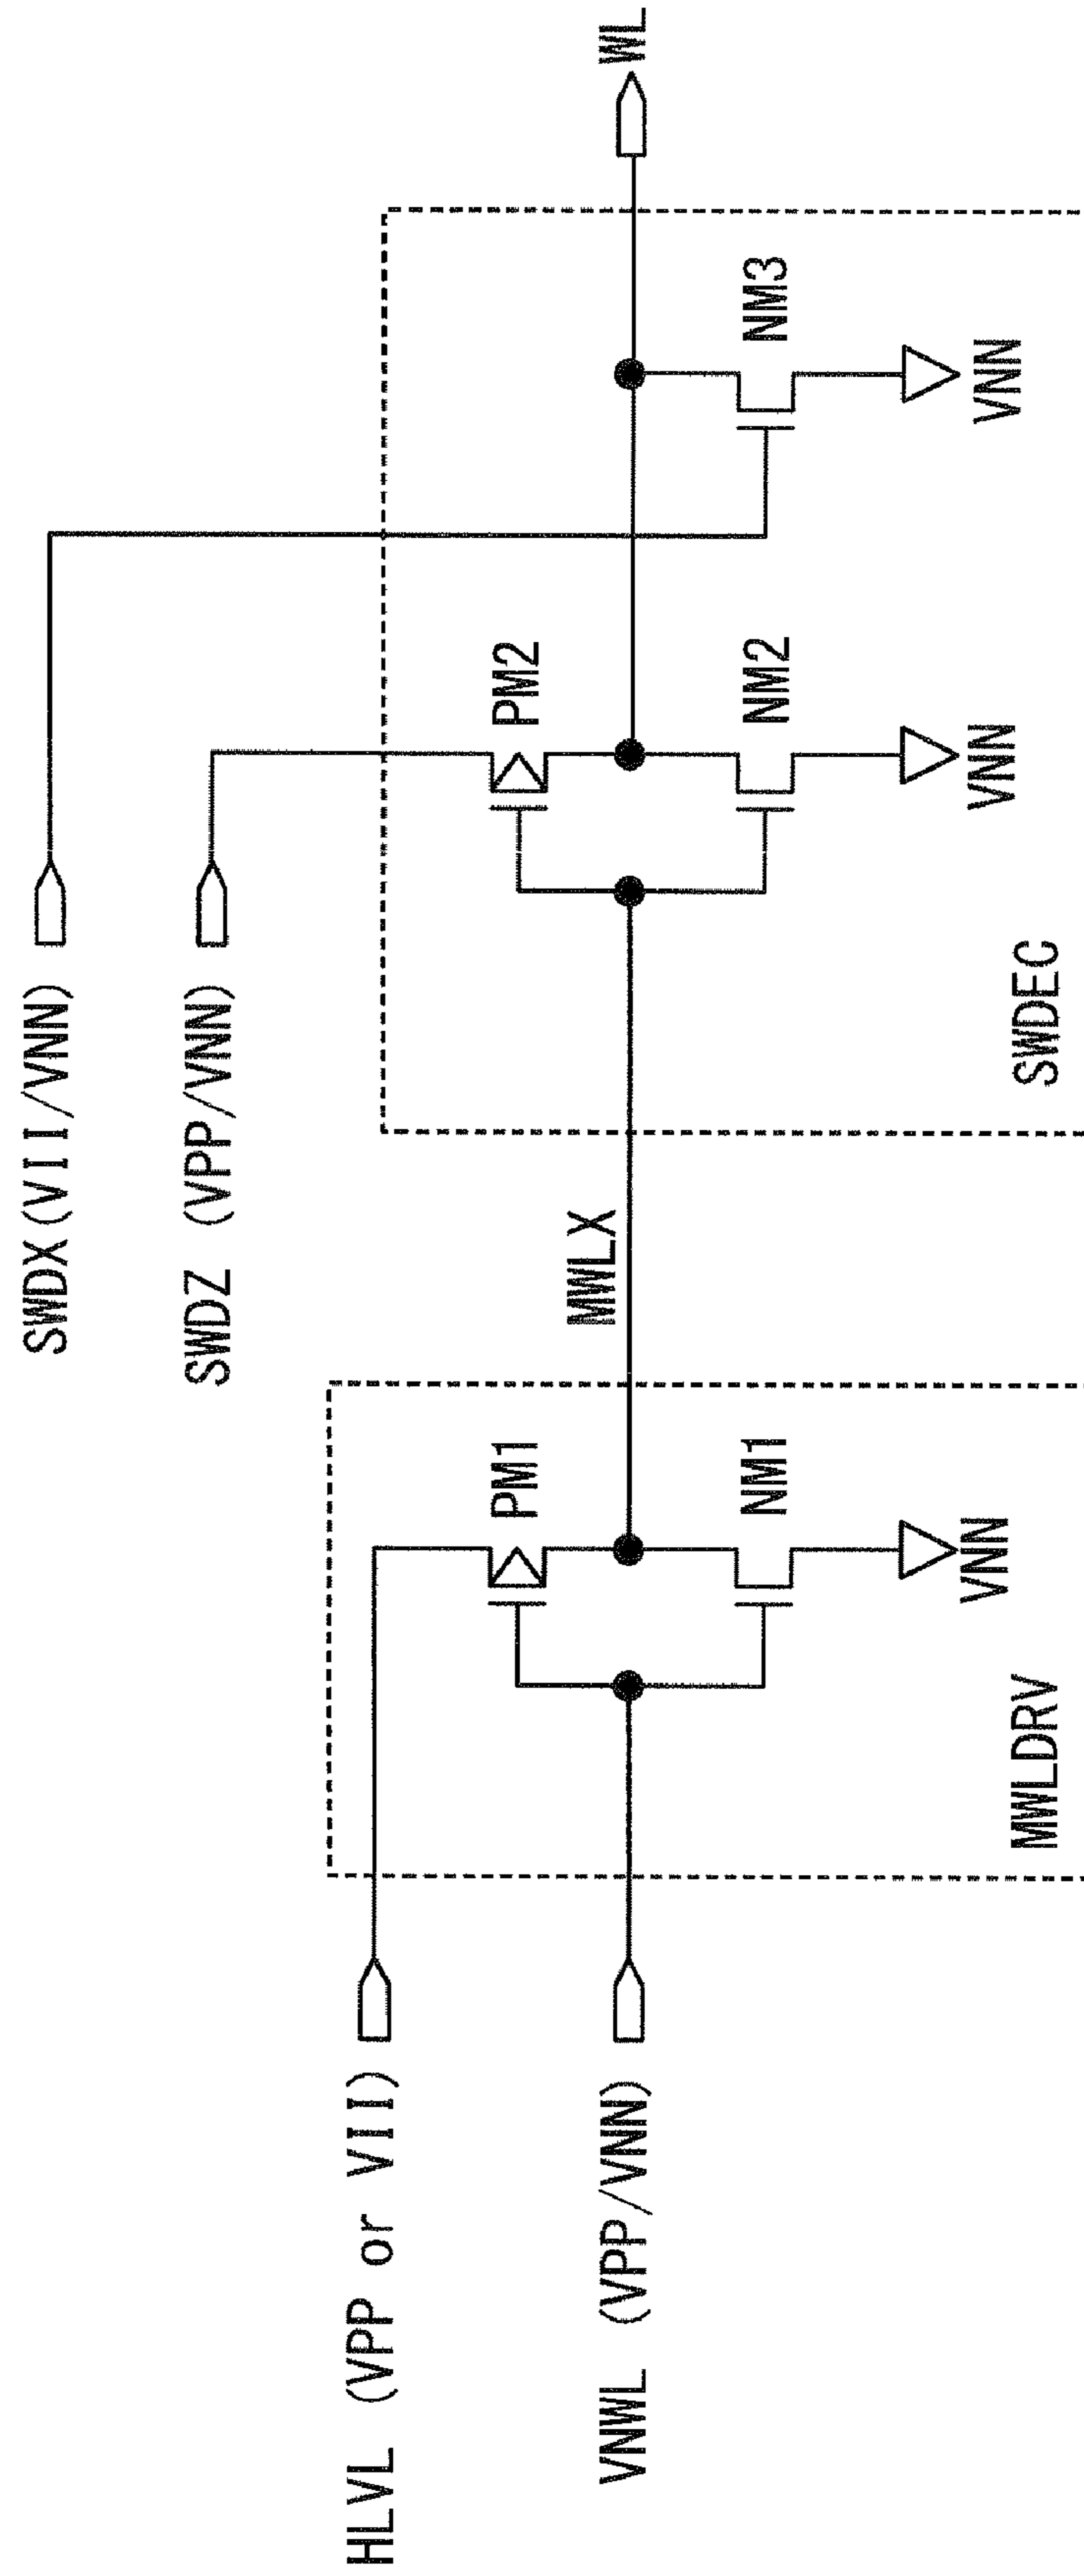 SWDX(VII/VNN)
SWDZ (VPP/VNN)
HLVL (VPP or VII)
VNWL (VPP/VNN)
PM1
NM1
VNN
MWLDRV
MWLX
PM2
NM2
VNN
SWDEC
NM3
VNN
WL